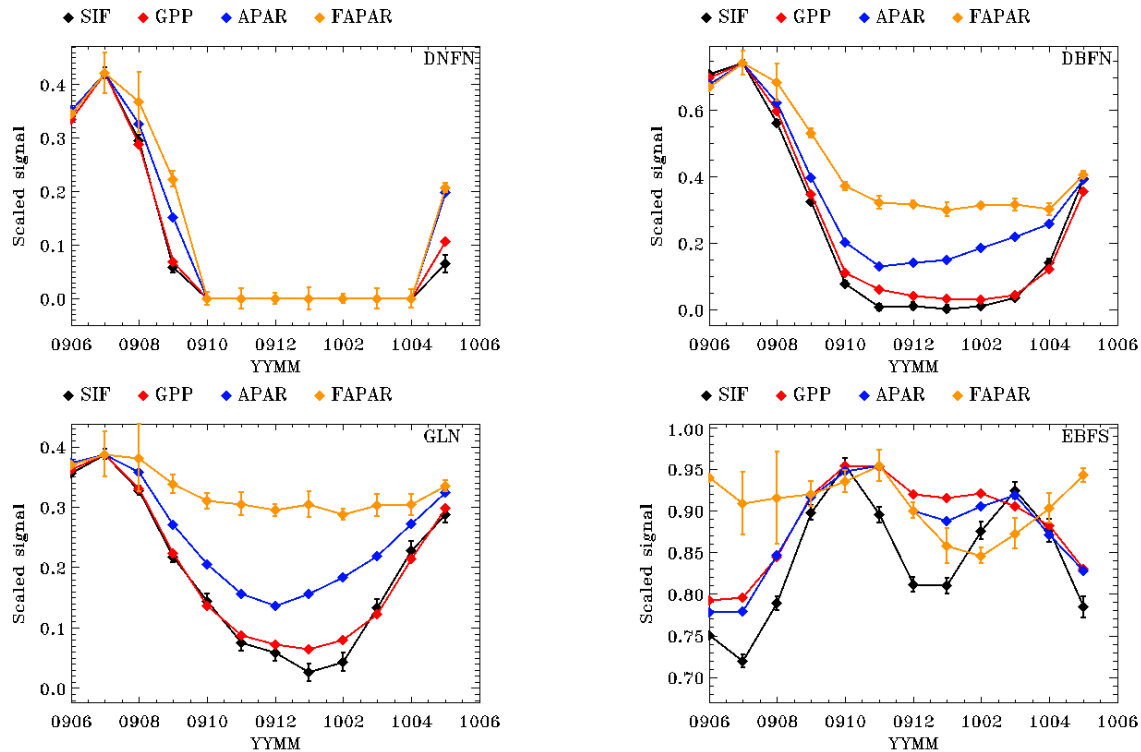 SIF GPP APAR FAPAR
DNFN
0.4
0.3
0.2
0.1
0.0
Scaled signal
0906 0908 0910 0912 1002 1004 1006
YYMM
SIF GPP APAR FAPAR
DBFN
0.6
0.4
0.2
0.0
Scaled signal
0906 0908 0910 0912 1002 1004 1006
YYMM
SIF GPP APAR FAPAR
GLN
0.4
0.3
0.2
0.1
0.0
Scaled signal
0906 0908 0910 0912 1002 1004 1006
YYMM
SIF GPP APAR FAPAR
EBFS
1.00
0.95
0.90
0.85
0.80
0.75
0.70
Scaled signal
0906 0908 0910 0912 1002 1004 1006
YYMM